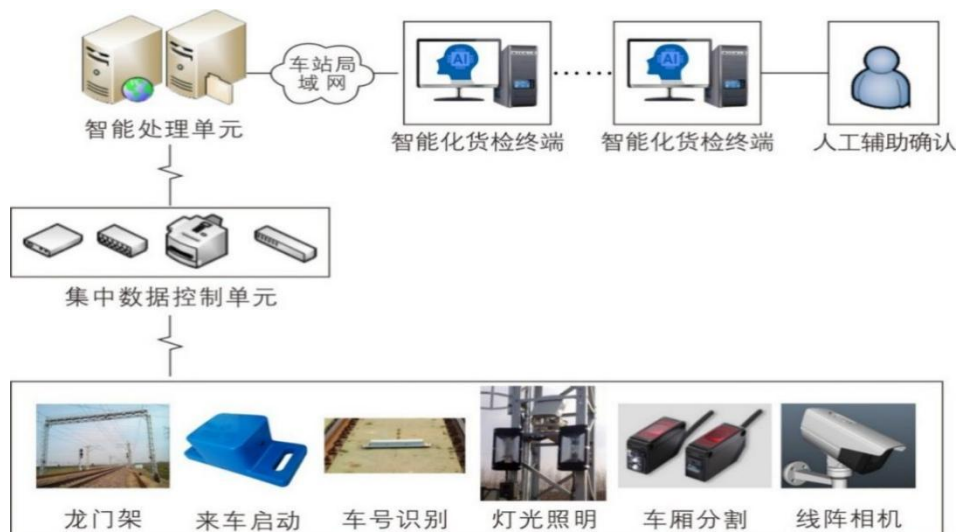 车站局
域网
AI
AI
智能处理单元
智能化货检终端
智能化货检终端
人工辅助确认
集中数据控制单元
龙门架
来车启动
车号识别
灯光照明
车厢分割
线阵相机